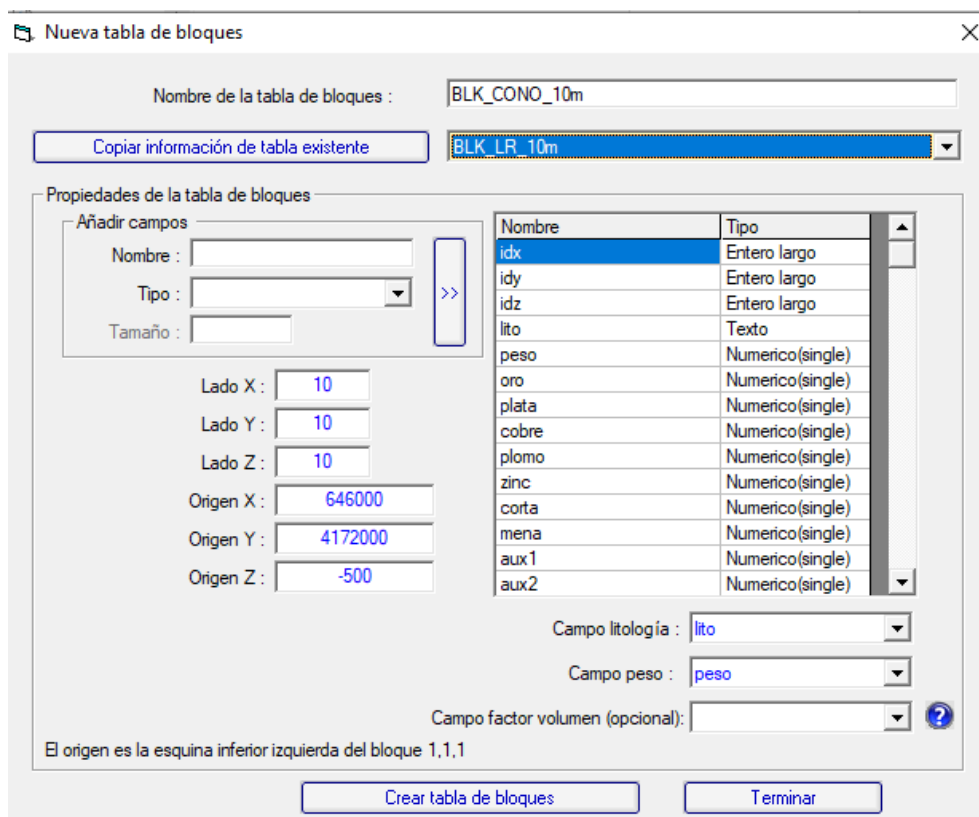 Nueva tabla de bloques
Nombre de la tabla de bloques : BLK_CONO_10m
Copiar información de tabla existente BLK_LR_10m
Propiedades de la tabla de bloques
Añadir campos
Nombre :
Tipo :
Tamaño :
>>
Lado X : 10
Lado Y : 10
Lado Z : 10
Origen X : 646000
Origen Y : 4172000
Origen Z : -500
Nombre Tipo
idx Entero largo
idy Entero largo
idz Entero largo
lito Texto
peso Numerico(single)
oro Numerico(single)
plata Numerico(single)
cobre Numerico(single)
plomo Numerico(single)
zinc Numerico(single)
corta Numerico(single)
mena Numerico(single)
aux1 Numerico(single)
aux2 Numerico(single)
Campo litología : lito
Campo peso : peso
Campo factor volumen (opcional):
El origen es la esquina inferior izquierda del bloque 1,1,1
Crear tabla de bloques Terminar